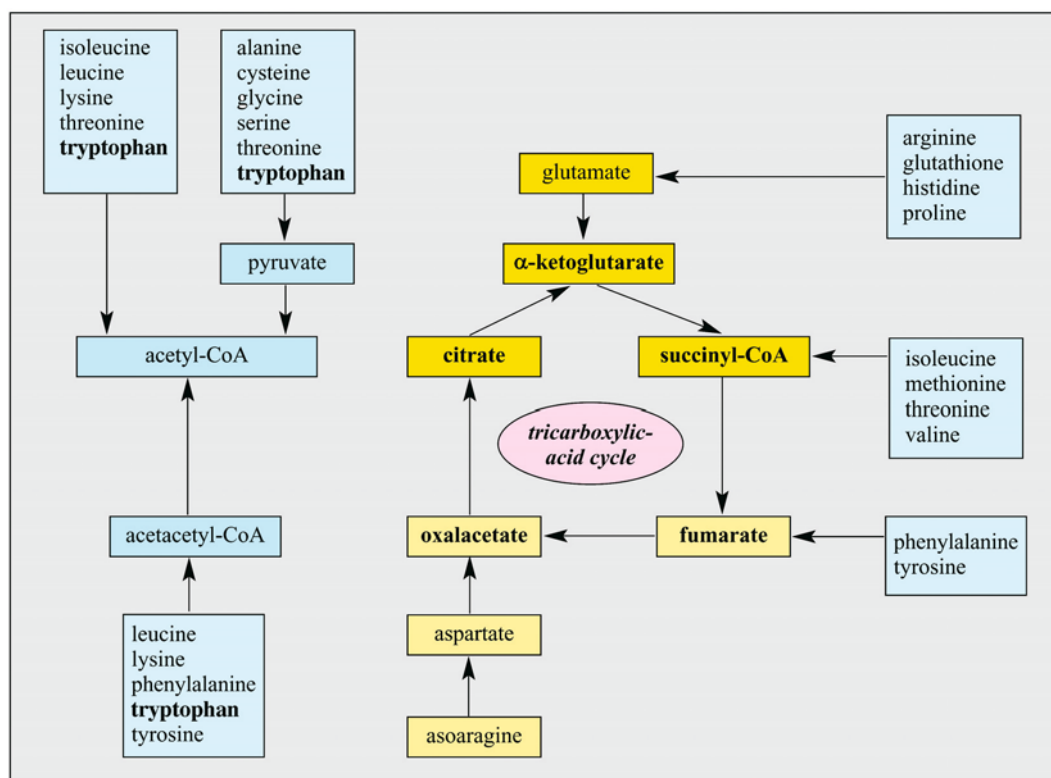 isoleucine
leucine
lysine
threonine
tryptophan
alanine
cysteine
glycine
serine
threonine
tryptophan
glutamate
arginine
glutathione
histidine
proline
pyruvate
α-ketoglutarate
acetyl-CoA
citrate
succinyl-CoA
isoleucine
methionine
threonine
valine
tricarboxylic-
acid cycle
acetacetyl-CoA
oxalacetate
fumarate
phenylalanine
tyrosine
leucine
lysine
phenylalanine
tryptophan
tyrosine
aspartate
asoaragine